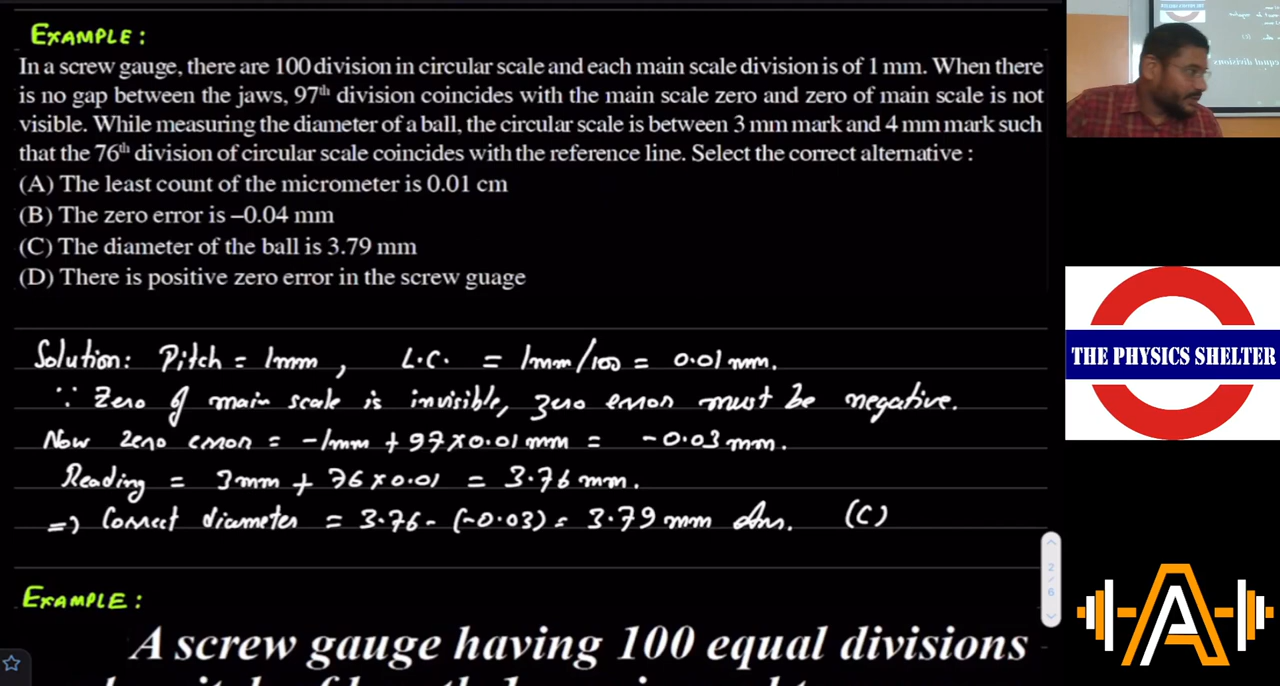 EXAMPLE :
In a screw gauge, there are 100 division in circular scale and each main scale division is of 1 mm. When there
is no gap between the jaws, 97th division coincides with the main scale zero and zero of main scale is not
visible. While measuring the diameter of a ball, the circular scale is between 3 mm mark and 4 mm mark such
that the 76th division of circular scale coincides with the reference line. Select the correct alternative :
(A) The least count of the micrometer is 0.01 cm
(B) The zero error is –0.04 mm
(C) The diameter of the ball is 3.79 mm
(D) There is positive zero error in the screw guage
Solution: Pitch = 1mm , L.C. = 1mm/100 = 0.01 mm.
∵ Zero of main scale is invisible, zero error must be negative.
Now zero error = -1mm + 97×0.01 mm = -0.03 mm.
Reading = 3mm + 76×0.01 = 3.76 mm.
=> Correct diameter = 3.76 - (-0.03) = 3.79 mm Ans. (C)
THE PHYSICS SHELTER
2
/
6
EXAMPLE :
A screw gauge having 100 equal divisions
A
equal divisions